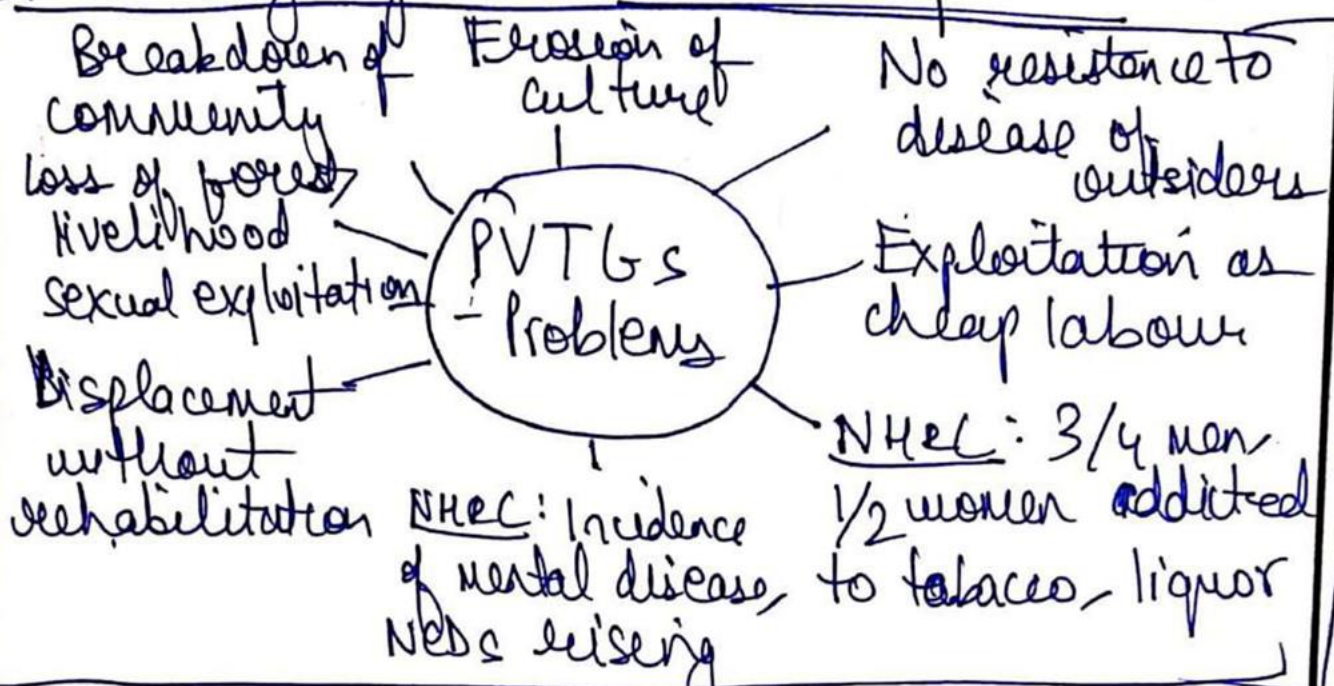 Breakdown of
community
loss of forest,
livelihood
sexual exploitation
Displacement
without
rehabilitation
Erosion of
culture
PVTGs
- Problems
No resistence to
disease of
outsiders
Exploitation as
cheap labour
NHRC: 3/4 men,
1/2 women addicted
to tobacco, liquor
NHRC: Incidence
of mental disease,
NCDs rising